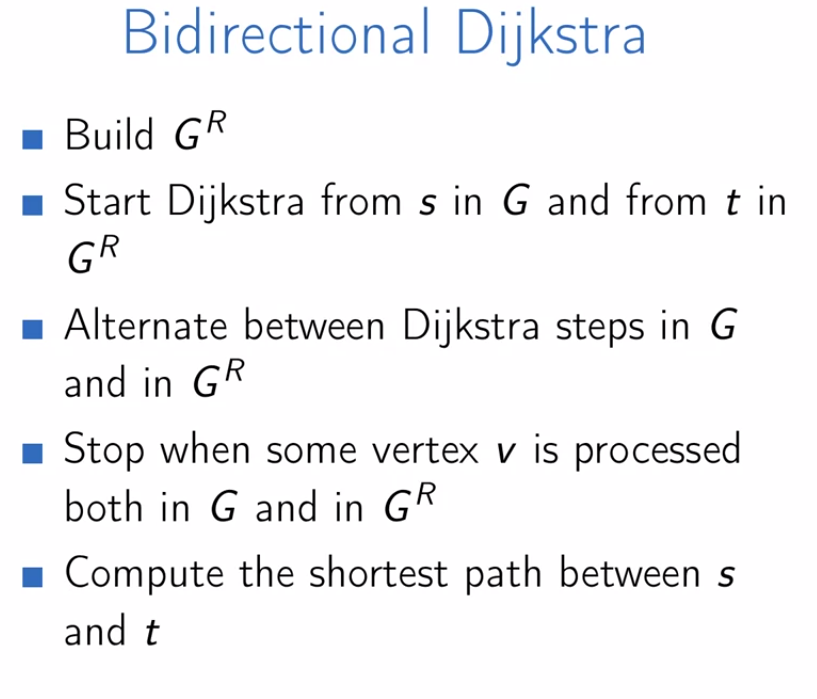 Bidirectional Dijkstra
■ Build G^R
■ Start Dijkstra from s in G and from t in
G^R
■ Alternate between Dijkstra steps in G
and in G^R
■ Stop when some vertex v is processed
both in G and in G^R
■ Compute the shortest path between s
and t